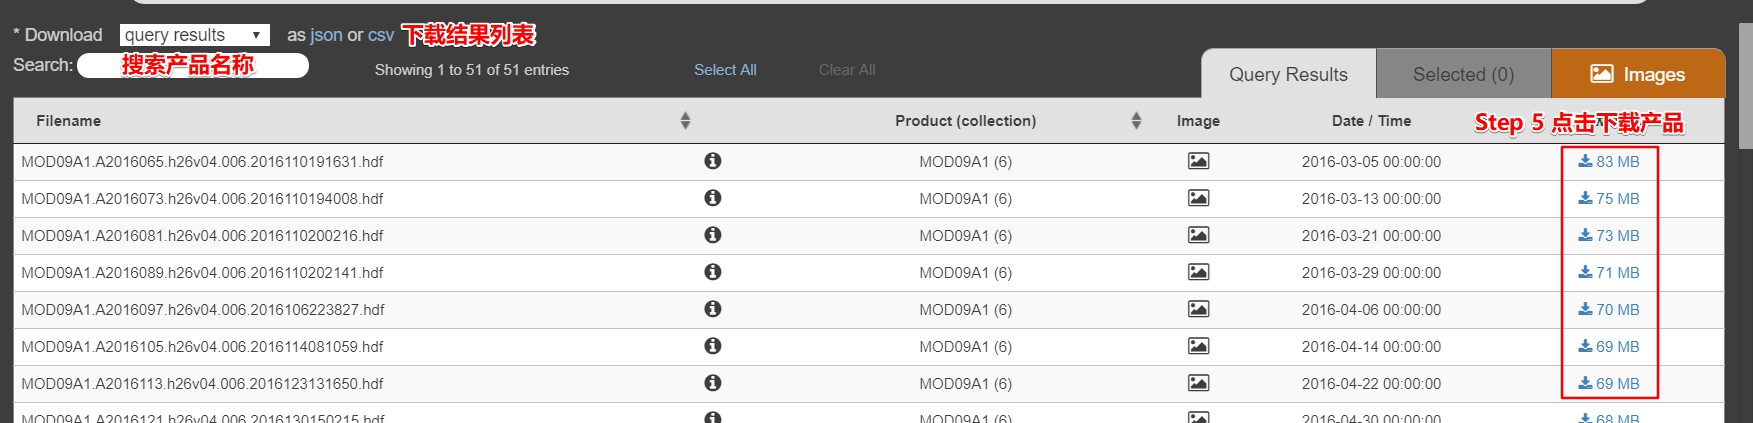 * Download query results as json or csv 下载结果列表
Search: 搜索产品名称 Showing 1 to 51 of 51 entries Select All Clear All Query Results Selected (0) Images
Filename Product (collection) Image Date / Time Step 5 点击下载产品
MOD09A1.A2016065.h26v04.006.2016110191631.hdf MOD09A1 (6) 2016-03-05 00:00:00 83 MB
MOD09A1.A2016073.h26v04.006.2016110194008.hdf MOD09A1 (6) 2016-03-13 00:00:00 75 MB
MOD09A1.A2016081.h26v04.006.2016110200216.hdf MOD09A1 (6) 2016-03-21 00:00:00 73 MB
MOD09A1.A2016089.h26v04.006.2016110202141.hdf MOD09A1 (6) 2016-03-29 00:00:00 71 MB
MOD09A1.A2016097.h26v04.006.2016106223827.hdf MOD09A1 (6) 2016-04-06 00:00:00 70 MB
MOD09A1.A2016105.h26v04.006.2016114081059.hdf MOD09A1 (6) 2016-04-14 00:00:00 69 MB
MOD09A1.A2016113.h26v04.006.2016123131650.hdf MOD09A1 (6) 2016-04-22 00:00:00 69 MB
MOD09A1.A2016121.h26v04.006.2016130150215.hdf MOD09A1 (6) 2016-04-30 00:00:00 68 MB